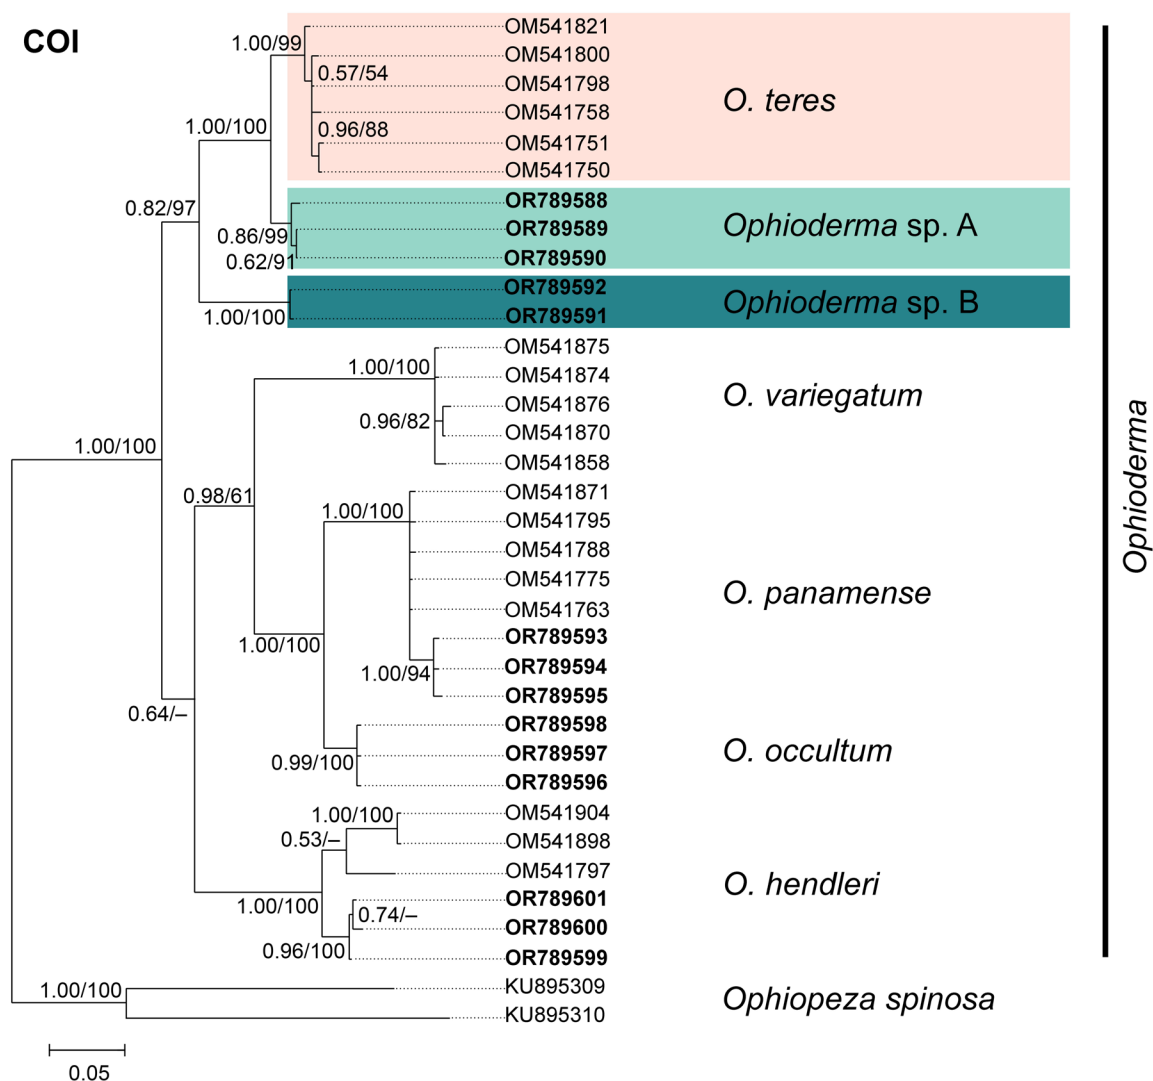 COI
1.00/99
OM541821
OM541800
0.57/54
OM541798
O. teres
OM541758
1.00/100
0.96/88
OM541751
OM541750
0.82/97
OR789588
OR789589
Ophioderma sp. A
0.86/99
OR789590
0.62/91
OR789592
Ophioderma sp. B
1.00/100
OR789591
OM541875
1.00/100
OM541874
O. variegatum
OM541876
0.96/82
OM541870
1.00/100
OM541858
0.98/61
OM541871
1.00/100
OM541795
Ophioderma
OM541788
OM541775
O. panamense
OM541763
OR789593
1.00/100
OR789594
1.00/94
OR789595
0.64/–
OR789598
OR789597
O. occultum
0.99/100
OR789596
1.00/100
OM541904
0.53/–
OM541898
OM541797
O. hendleri
OR789601
1.00/100
0.74/–
OR789600
0.96/100
OR789599
1.00/100
KU895309
Ophiopeza spinosa
KU895310
0.05